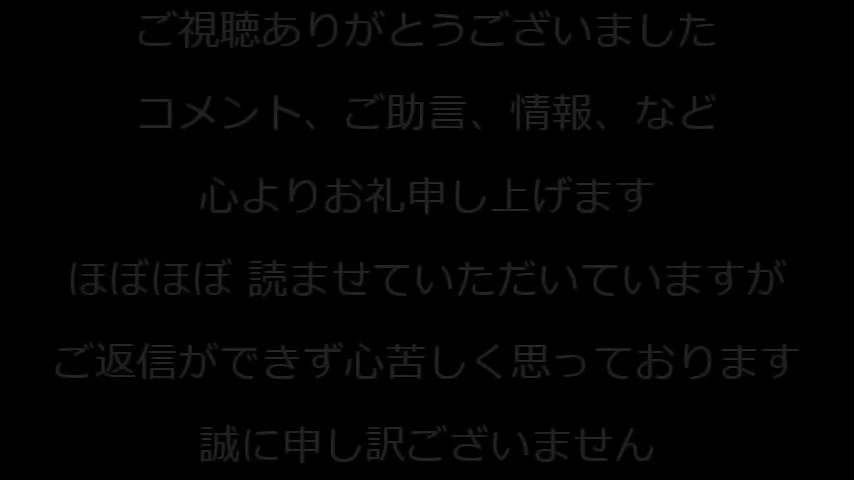 ご視聴ありがとうございました
コメント、ご助言、情報、など
心よりお礼申し上げます
ほぼほぼ 読ませていただいていますが
ご返信ができず心苦しく思っております
誠に申し訳ございません